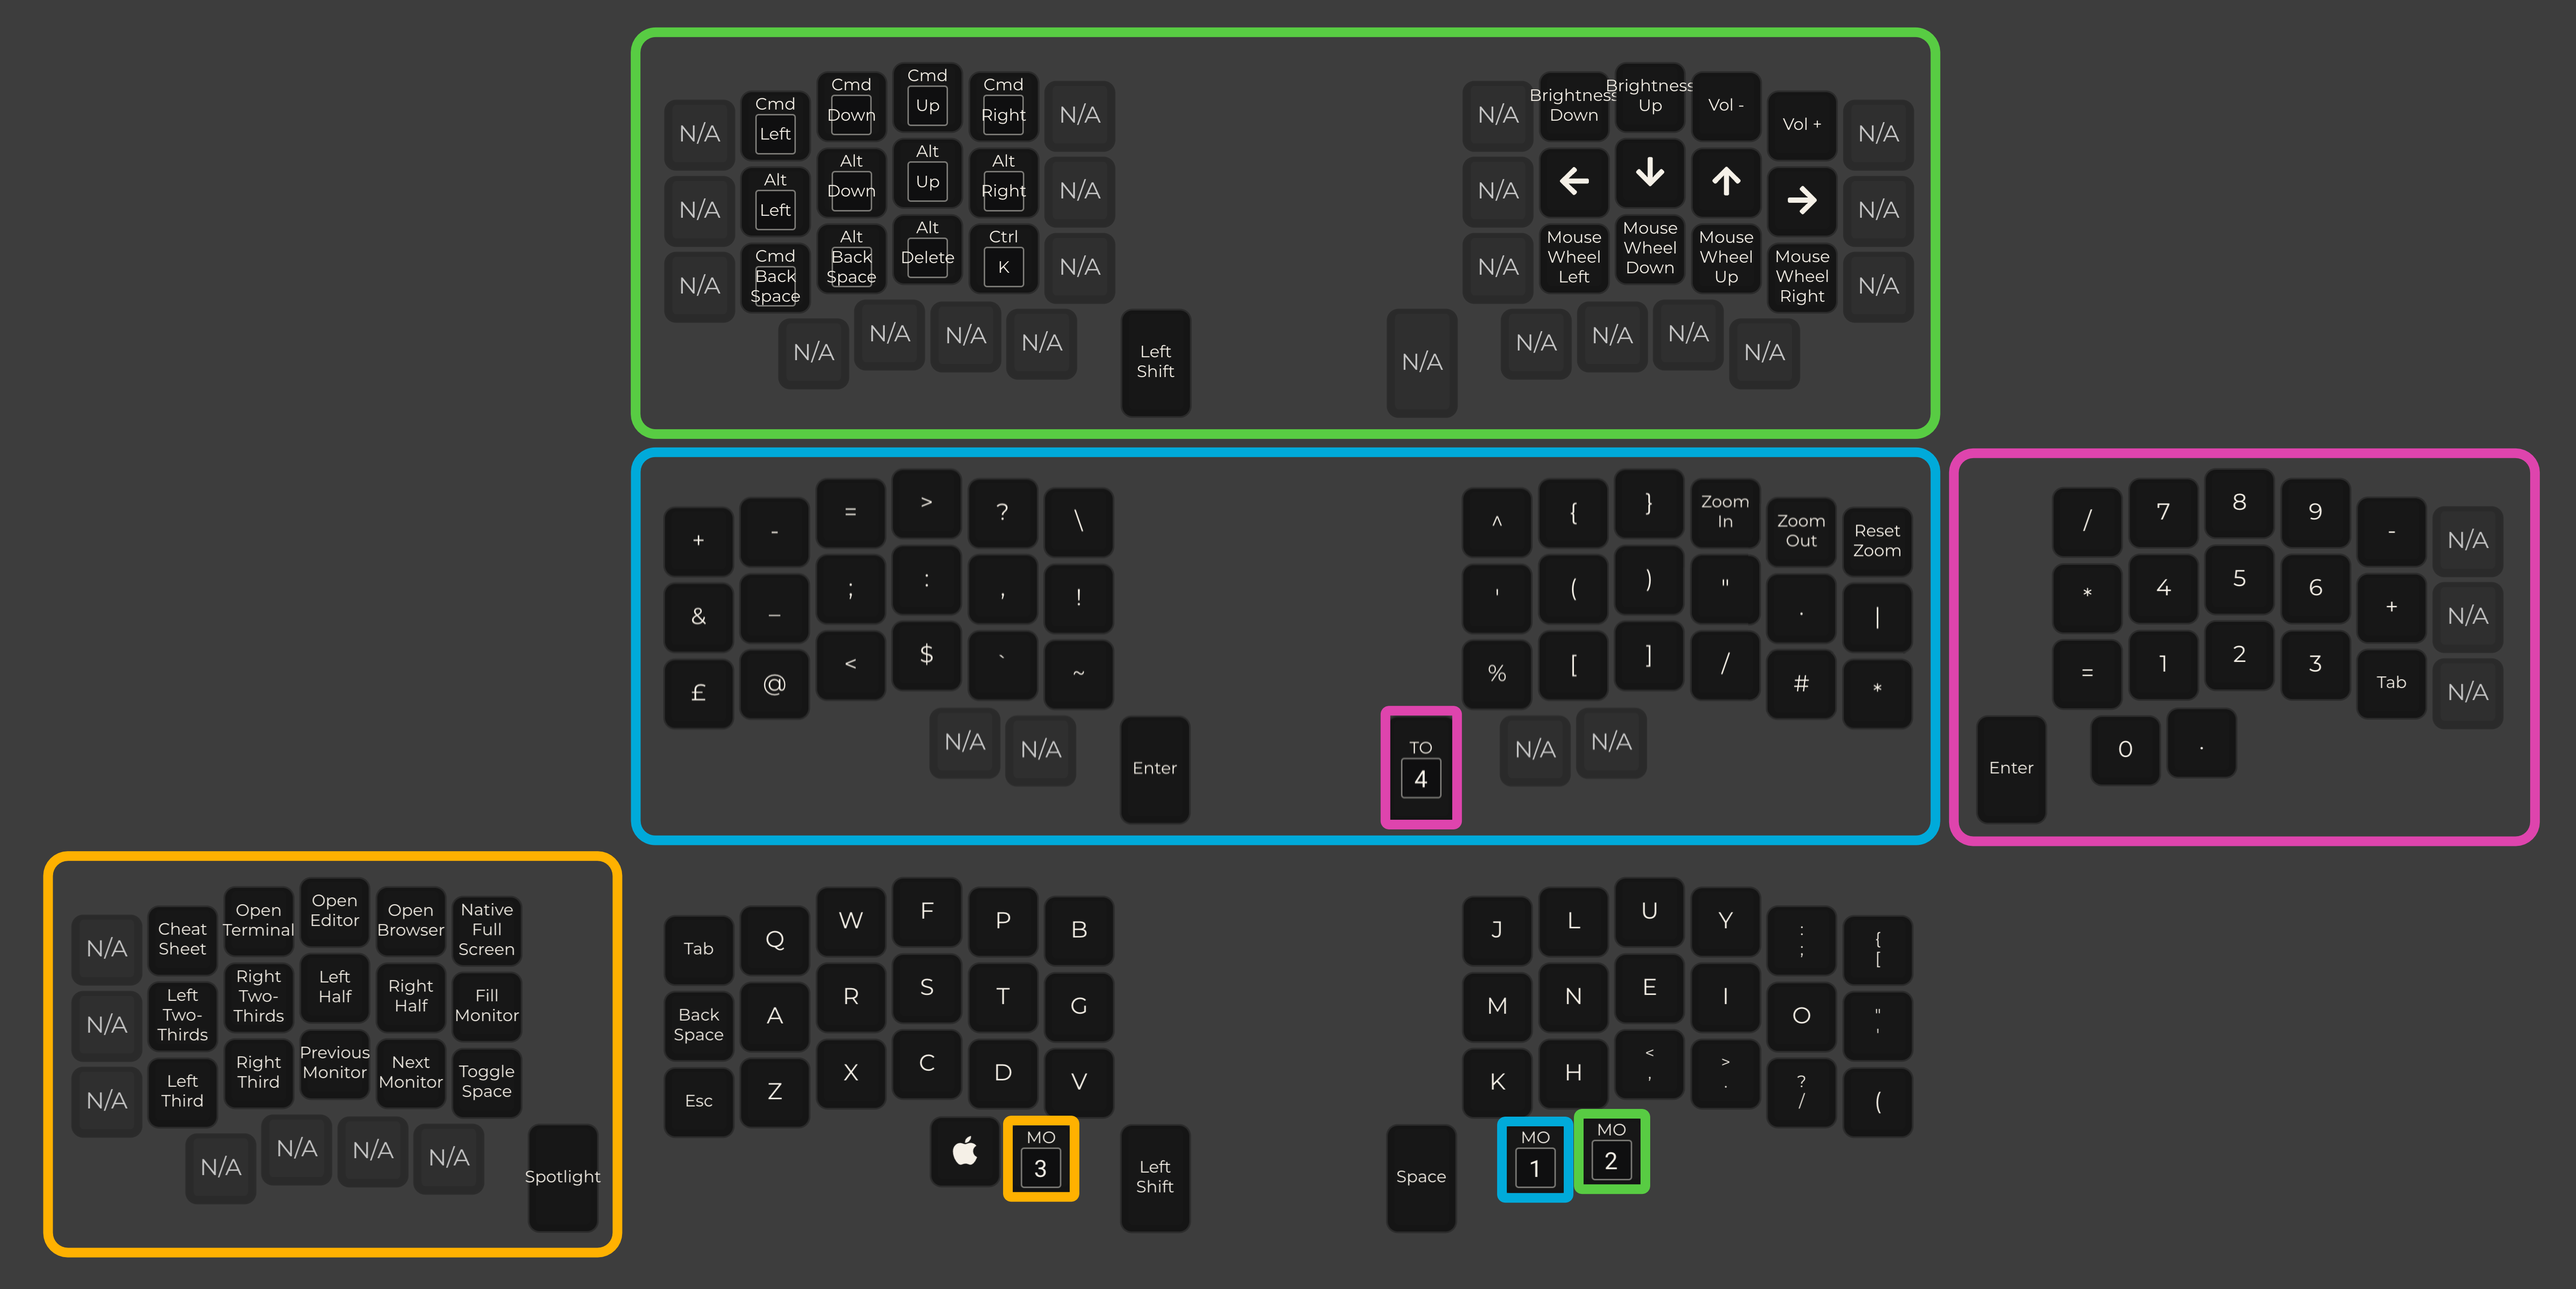 N/A
Cmd
Left
Cmd
Down
Cmd
Up
Cmd
Right
N/A
N/A
Alt
Left
Alt
Down
Alt
Up
Alt
Right
N/A
N/A
Cmd
Back
Space
Alt
Back
Space
Alt
Delete
Ctrl
K
N/A
N/A
N/A
N/A
N/A
Left
Shift
N/A
Brightness
Down
Brightness
Up
Vol -
Vol +
N/A
N/A
←
↓
↑
→
N/A
N/A
Mouse
Wheel
Left
Mouse
Wheel
Down
Mouse
Wheel
Up
Mouse
Wheel
Right
N/A
N/A
N/A
N/A
N/A
N/A
+
-
=
>
?
\
&
_
;
:
,
!
£
@
<
$
`
~
N/A
N/A
Enter
^
{
}
Zoom
In
Zoom
Out
Reset
Zoom
'
(
)
"
.
|
%
[
]
/
#
*
TO
4
N/A
N/A
/
7
8
9
-
N/A
*
4
5
6
+
N/A
=
1
2
3
Tab
N/A
Enter
0
.
N/A
Cheat
Sheet
Open
Terminal
Open
Editor
Open
Browser
Native
Full
Screen
N/A
Left
Two-
Thirds
Right
Two-
Thirds
Left
Half
Right
Half
Fill
Monitor
N/A
Left
Third
Right
Third
Previous
Monitor
Next
Monitor
Toggle
Space
N/A
N/A
N/A
N/A
Spotlight
Tab
Q
W
F
P
B
Back
Space
A
R
S
T
G
Esc
Z
X
C
D
V
MO
3
Left
Shift
J
L
U
Y
:
;
{
[
M
N
E
I
O
"
'
K
H
<
,
>
.
?
/
(
Space
MO
1
MO
2